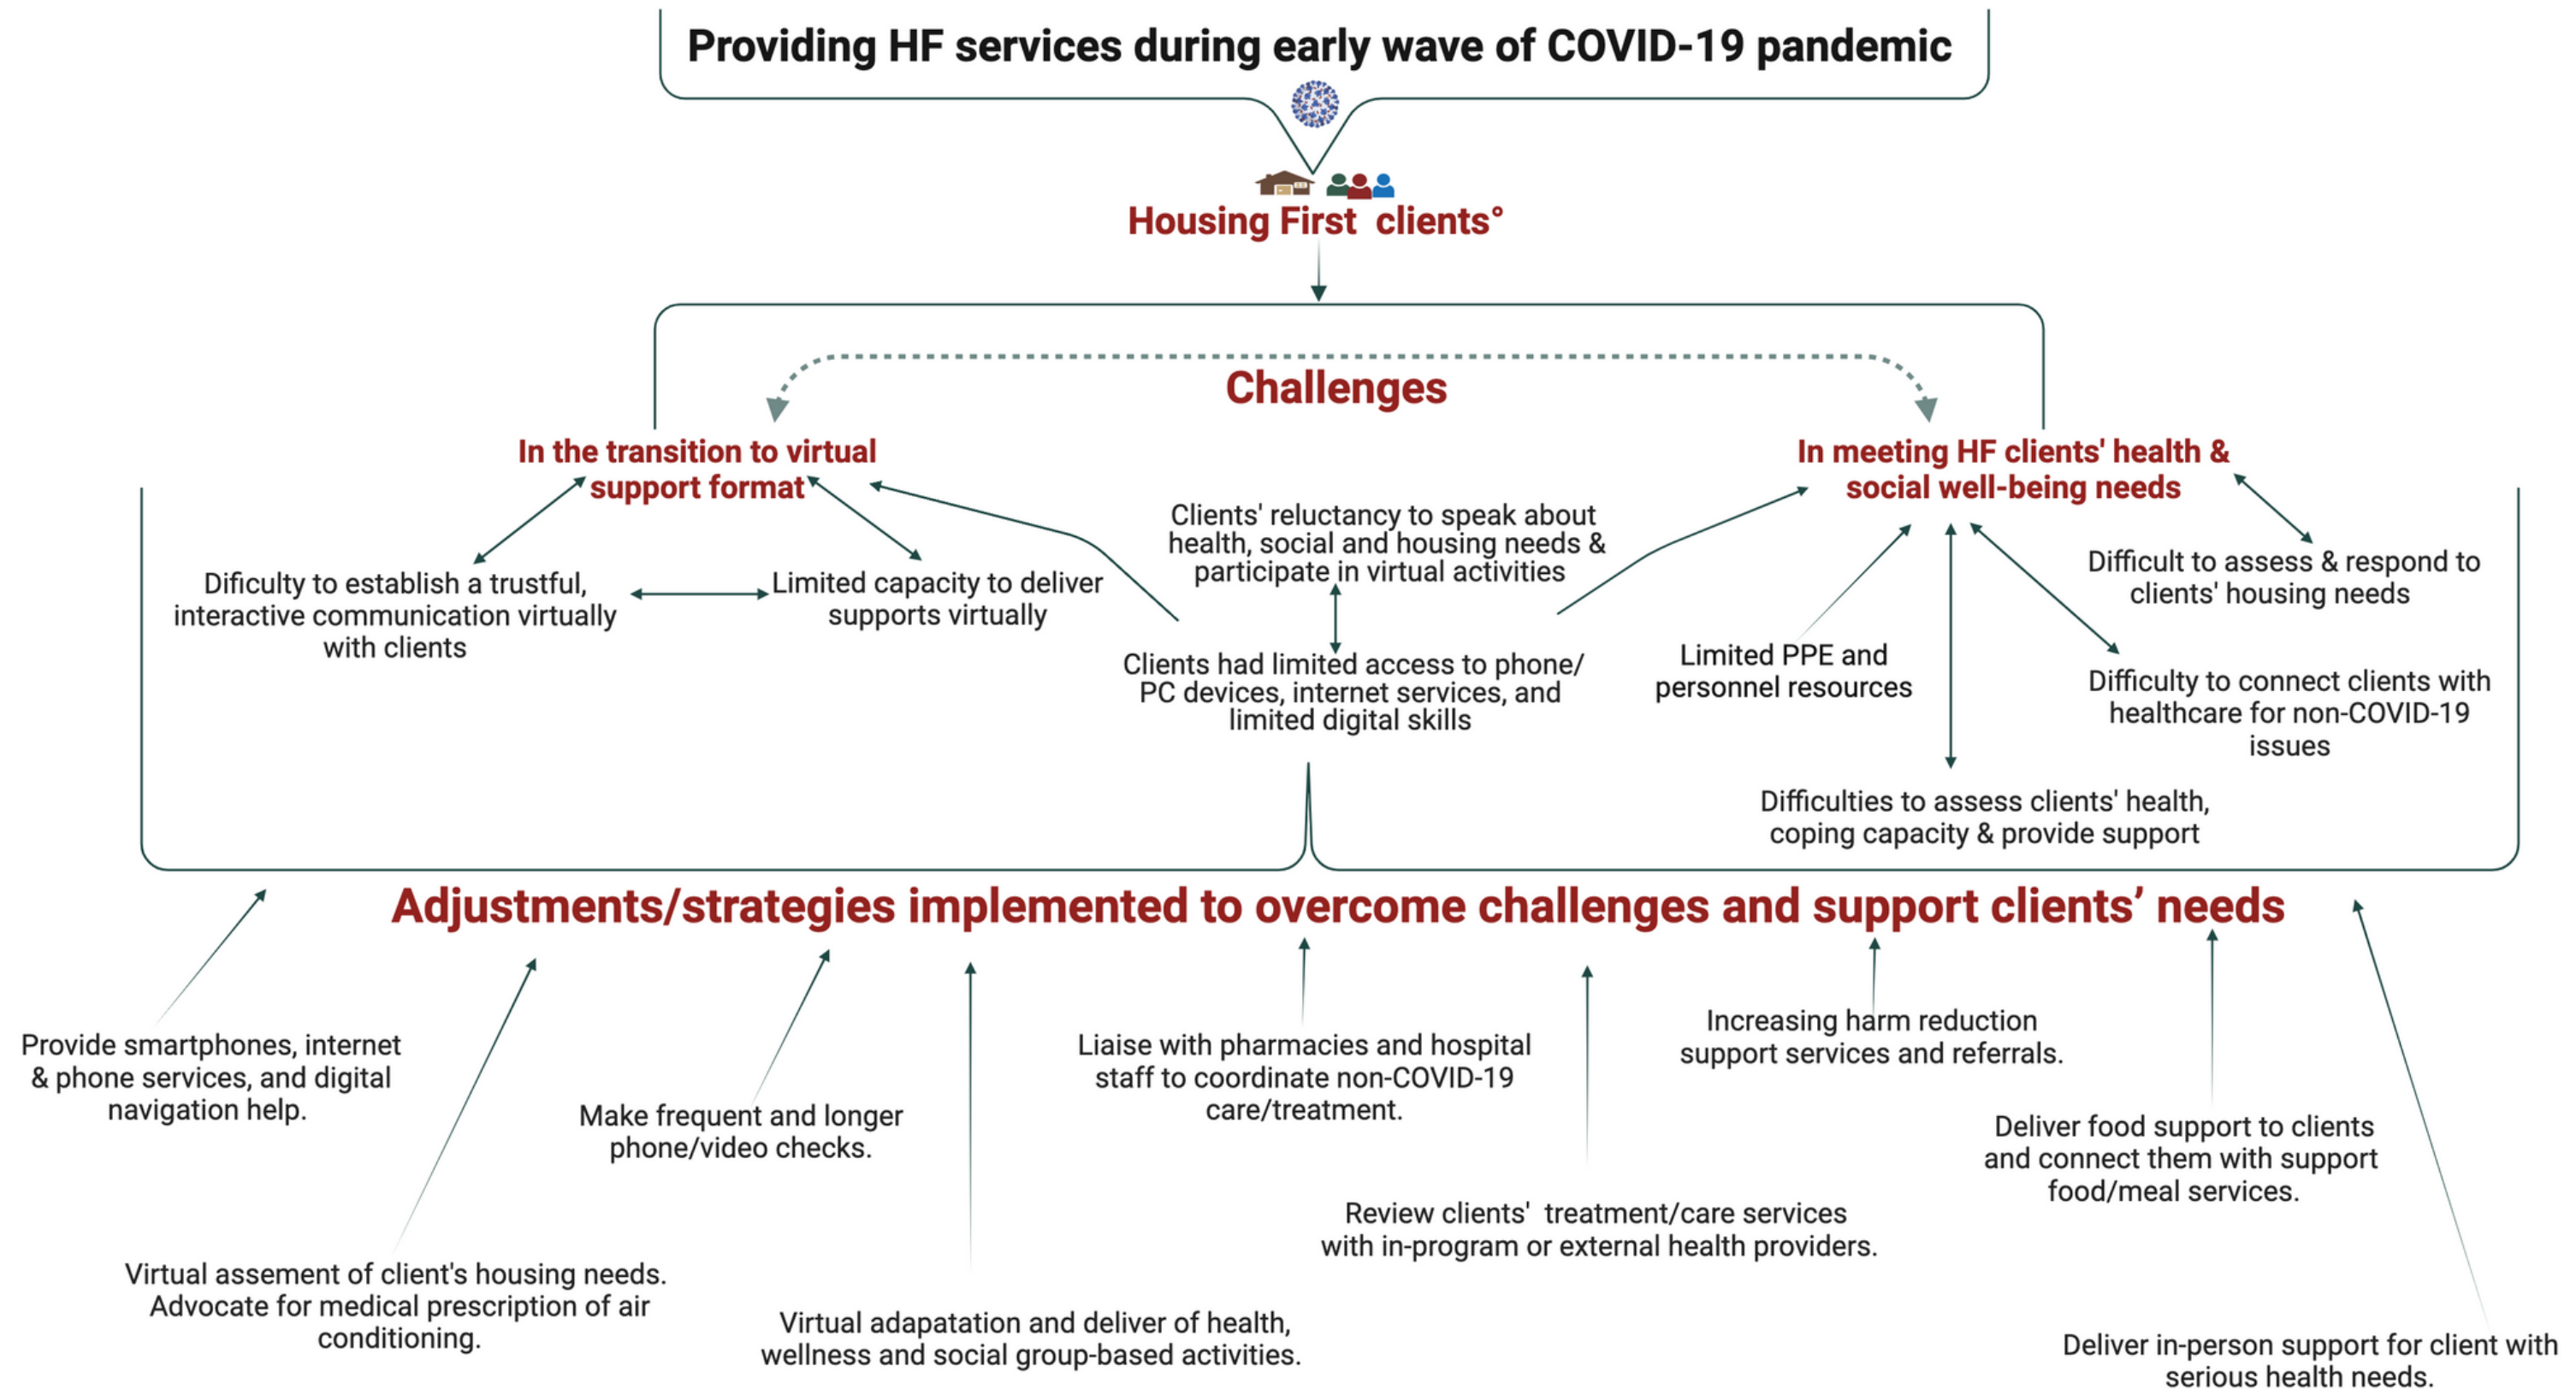 Providing HF services during early wave of COVID-19 pandemic
Housing First clients°
Challenges
In the transition to virtual
support format
In meeting HF clients' health &
social well-being needs
Dificulty to establish a trustful,
interactive communication virtually
with clients
Limited capacity to deliver
supports virtually
Clients' reluctancy to speak about
health, social and housing needs &
participate in virtual activities
Clients had limited access to phone/
PC devices, internet services, and
limited digital skills
Limited PPE and
personnel resources
Difficult to assess & respond to
clients' housing needs
Difficulty to connect clients with
healthcare for non-COVID-19
issues
Difficulties to assess clients' health,
coping capacity & provide support
Adjustments/strategies implemented to overcome challenges and support clients’ needs
Provide smartphones, internet
& phone services, and digital
navigation help.
Virtual assement of client's housing needs.
Advocate for medical prescription of air
conditioning.
Make frequent and longer
phone/video checks.
Virtual adapatation and deliver of health,
wellness and social group-based activities.
Liaise with pharmacies and hospital
staff to coordinate non-COVID-19
care/treatment.
Review clients' treatment/care services
with in-program or external health providers.
Increasing harm reduction
support services and referrals.
Deliver food support to clients
and connect them with support
food/meal services.
Deliver in-person support for client with
serious health needs.